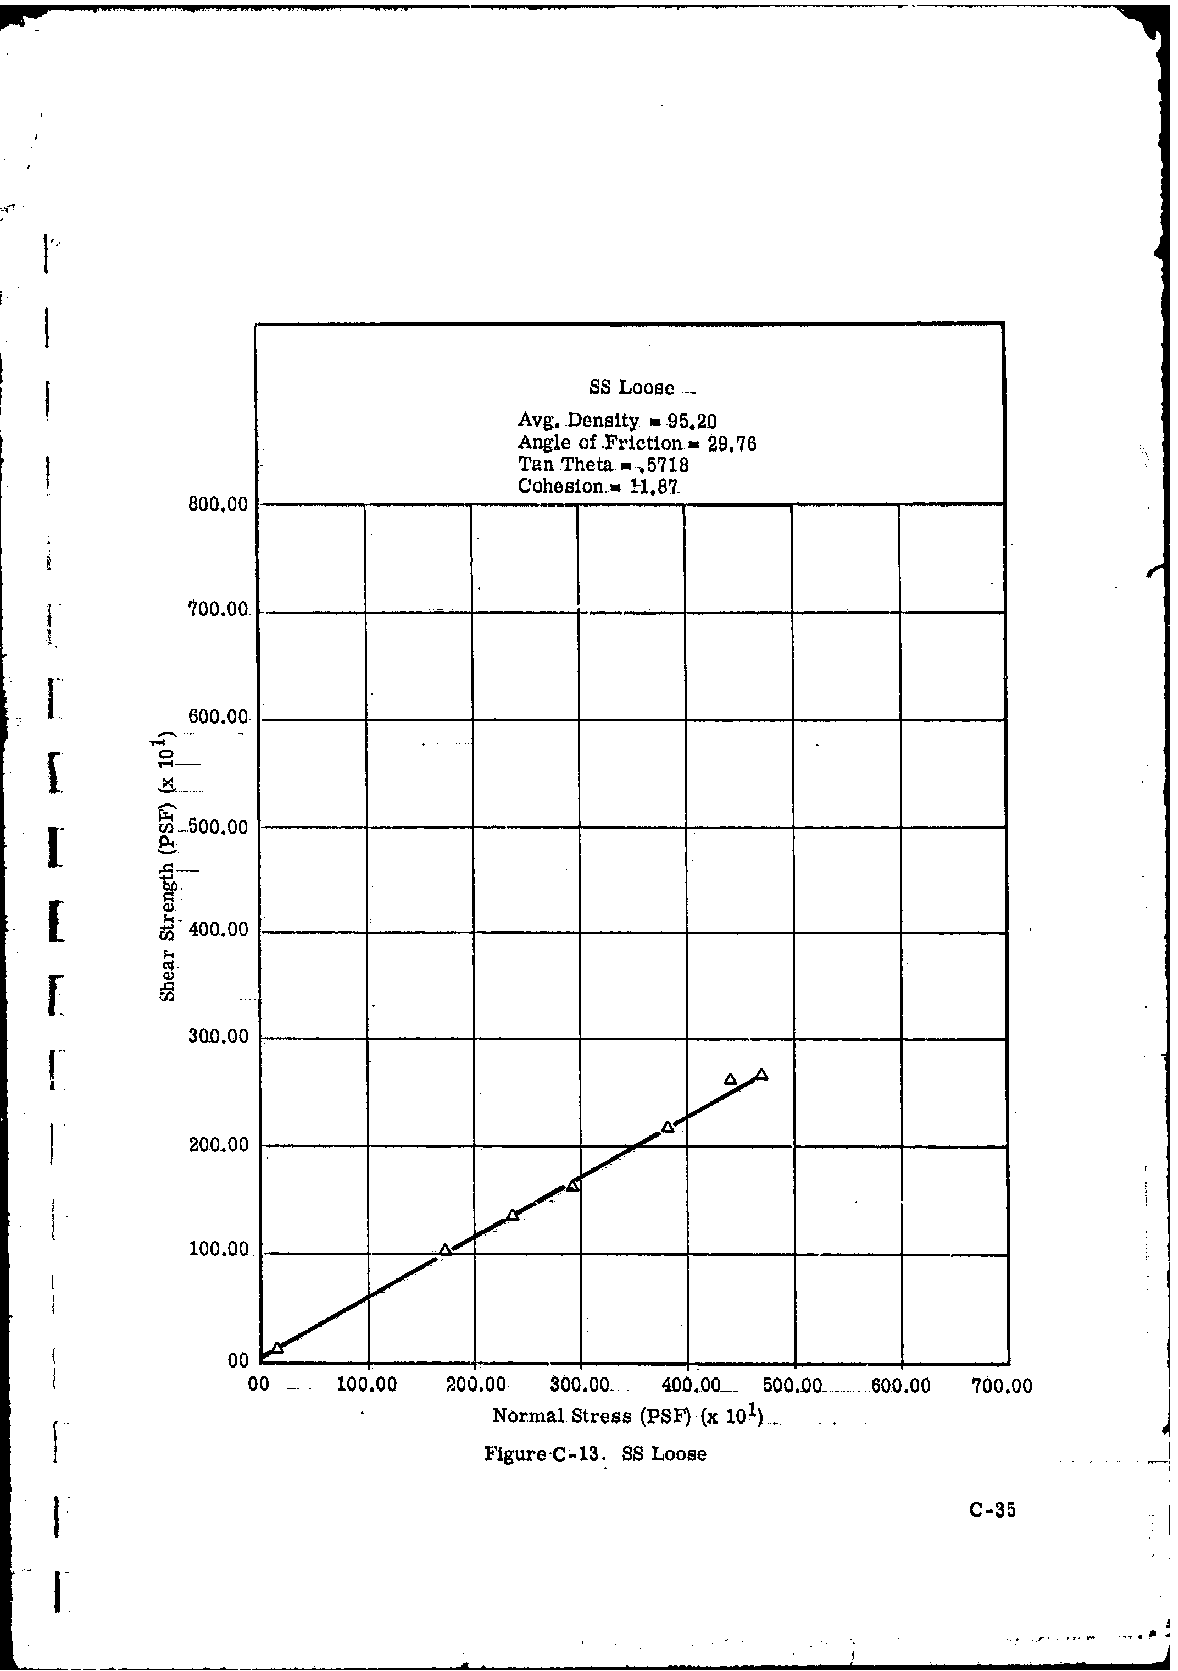 SS Loose
Avg. Density = 95.20
Angle of Friction = 29.76
Tan Theta = .5718
Cohesion = 11.87
800.00
700.00
600.00
500.00
400.00
300.00
200.00
100.00
00
Shear Strength (PSF) (x 10¹)
00 100.00 200.00 300.00 400.00 500.00 600.00 700.00
Normal Stress (PSF) (x 10¹)
Figure C-13. SS Loose
C-35